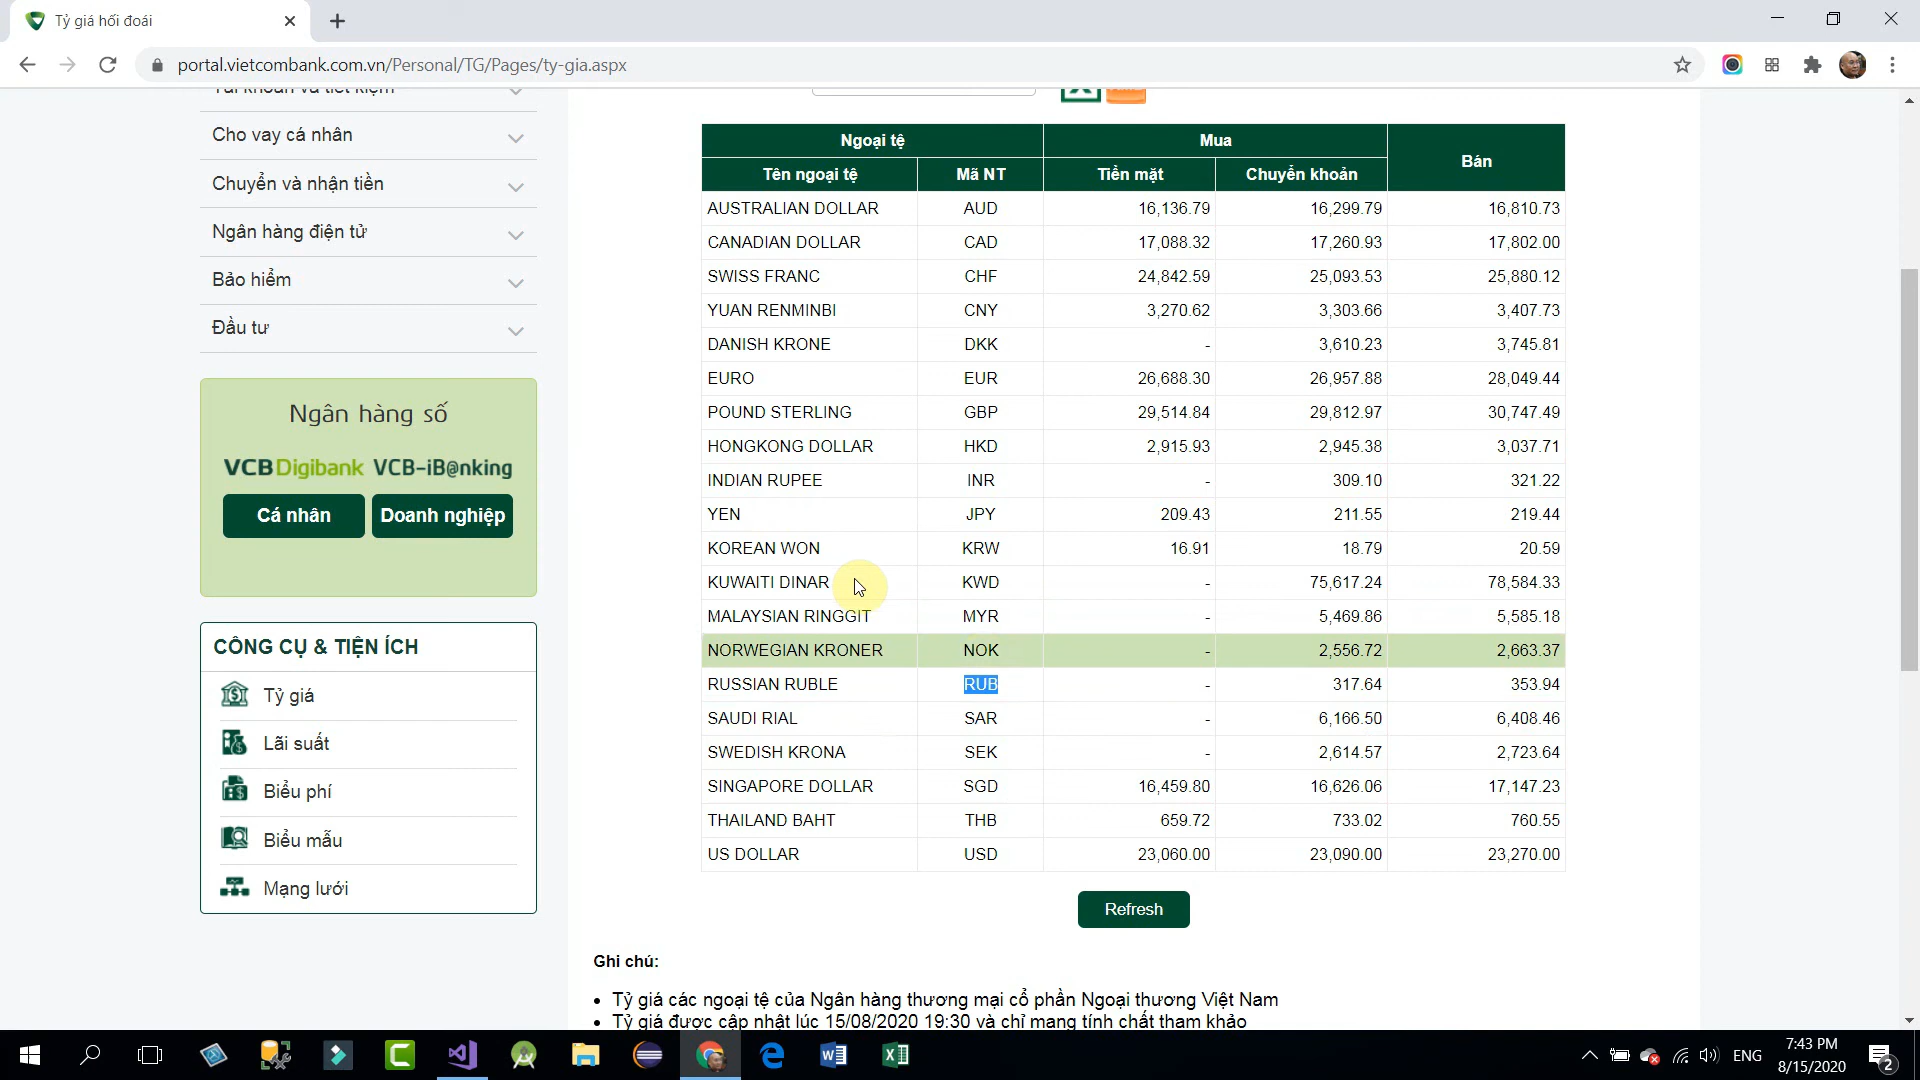 Tỷ giá hối đoái
portal.vietcombank.com.vn/Personal/TG/Pages/ty-gia.aspx
Tài khoản và tiết kiệm
Cho vay cá nhân
Chuyển và nhận tiền
Ngân hàng điện tử
Bảo hiểm
Đầu tư
Ngân hàng số
VCB Digibank VCB-iB@nking
Cá nhân Doanh nghiệp
CÔNG CỤ & TIỆN ÍCH
Tỷ giá
Lãi suất
Biểu phí
Biểu mẫu
Mạng lưới
Ngoại tệ Mua Bán
Tên ngoại tệ Mã NT Tiền mặt Chuyển khoản
AUSTRALIAN DOLLAR AUD 16,136.79 16,299.79 16,810.73
CANADIAN DOLLAR CAD 17,088.32 17,260.93 17,802.00
SWISS FRANC CHF 24,842.59 25,093.53 25,880.12
YUAN RENMINBI CNY 3,270.62 3,303.66 3,407.73
DANISH KRONE DKK - 3,610.23 3,745.81
EURO EUR 26,688.30 26,957.88 28,049.44
POUND STERLING GBP 29,514.84 29,812.97 30,747.49
HONGKONG DOLLAR HKD 2,915.93 2,945.38 3,037.71
INDIAN RUPEE INR - 309.10 321.22
YEN JPY 209.43 211.55 219.44
KOREAN WON KRW 16.91 18.79 20.59
KUWAITI DINAR KWD - 75,617.24 78,584.33
MALAYSIAN RINGGIT MYR - 5,469.86 5,585.18
NORWEGIAN KRONER NOK - 2,556.72 2,663.37
RUSSIAN RUBLE RUB - 317.64 353.94
SAUDI RIAL SAR - 6,166.50 6,408.46
SWEDISH KRONA SEK - 2,614.57 2,723.64
SINGAPORE DOLLAR SGD 16,459.80 16,626.06 17,147.23
THAILAND BAHT THB 659.72 733.02 760.55
US DOLLAR USD 23,060.00 23,090.00 23,270.00
Refresh
Ghi chú:
• Tỷ giá các ngoại tệ của Ngân hàng thương mại cổ phần Ngoại thương Việt Nam
• Tỷ giá được cập nhật lúc 15/08/2020 19:30 và chỉ mang tính chất tham khảo
ENG
7:43 PM
8/15/2020
2